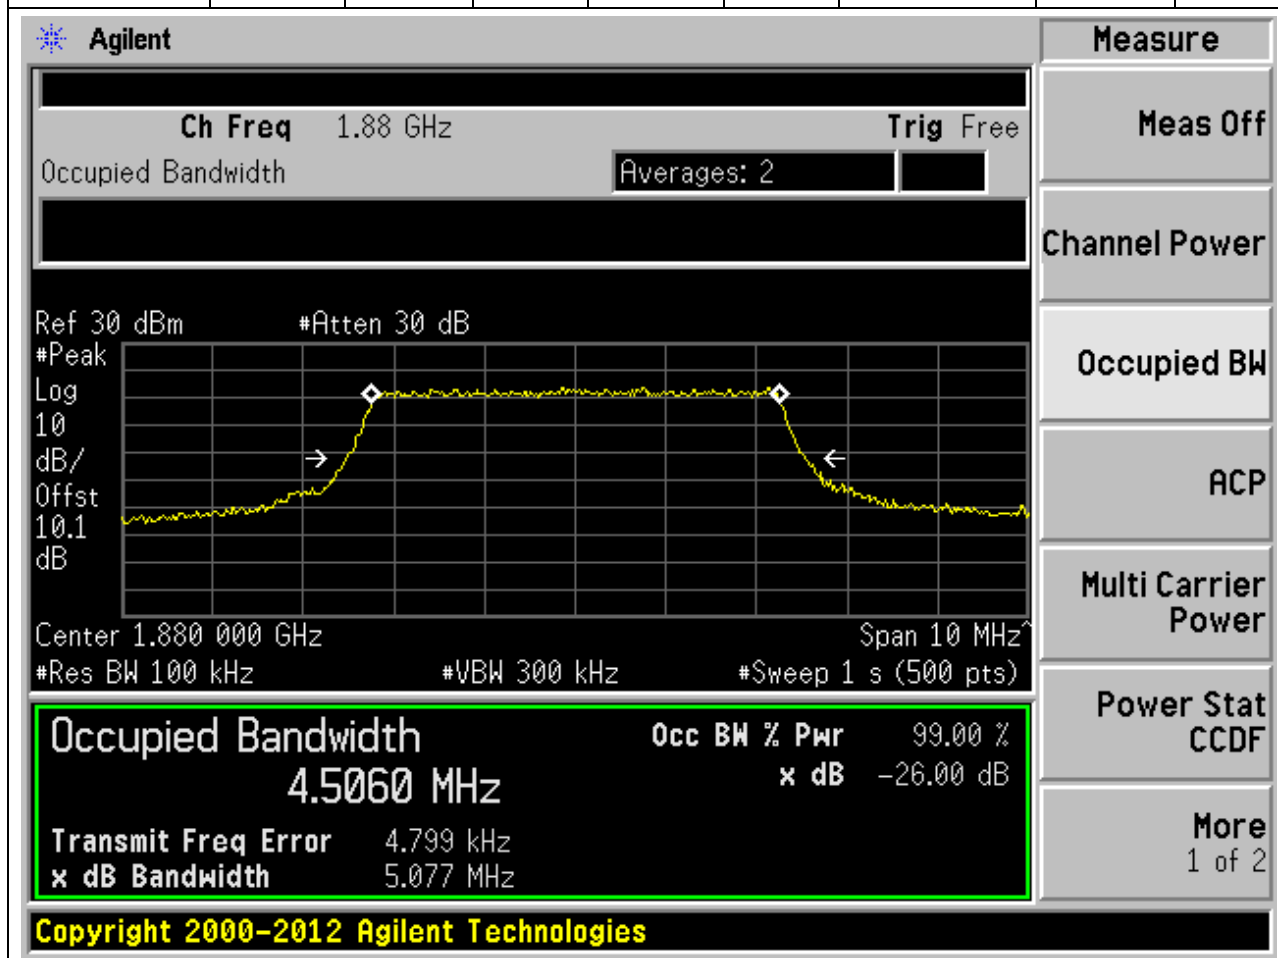 Agilent
Measure
Ch Freq 1.88 GHz Trig Free
Occupied Bandwidth Averages: 2
Ref 30 dBm #Atten 30 dB
#Peak
Log
10
dB/
Offst
10.1
dB
Center 1.880 000 GHz Span 10 MHz^
#Res BW 100 kHz #VBW 300 kHz #Sweep 1 s (500 pts)
Occupied Bandwidth Occ BW % Pwr 99.00 %
4.5060 MHz x dB -26.00 dB
Transmit Freq Error 4.799 kHz
x dB Bandwidth 5.077 MHz
Copyright 2000-2012 Agilent Technologies
Meas Off
Channel Power
Occupied BW
ACP
Multi Carrier
Power
Power Stat
CCDF
More
1 of 2